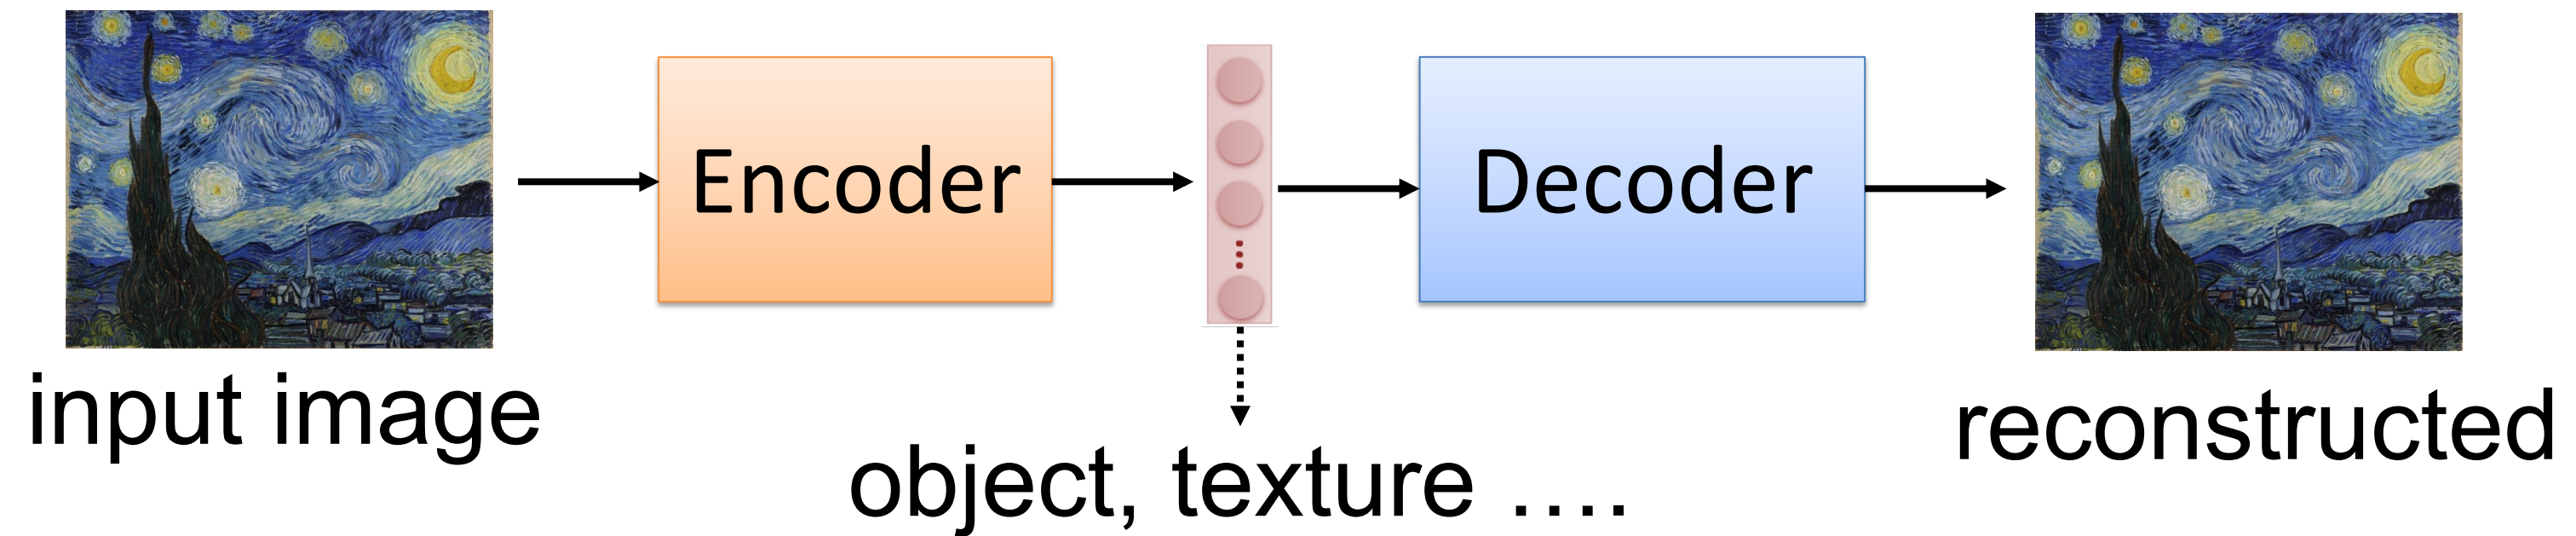 Encoder
Decoder
input image
object, texture ....
reconstructed